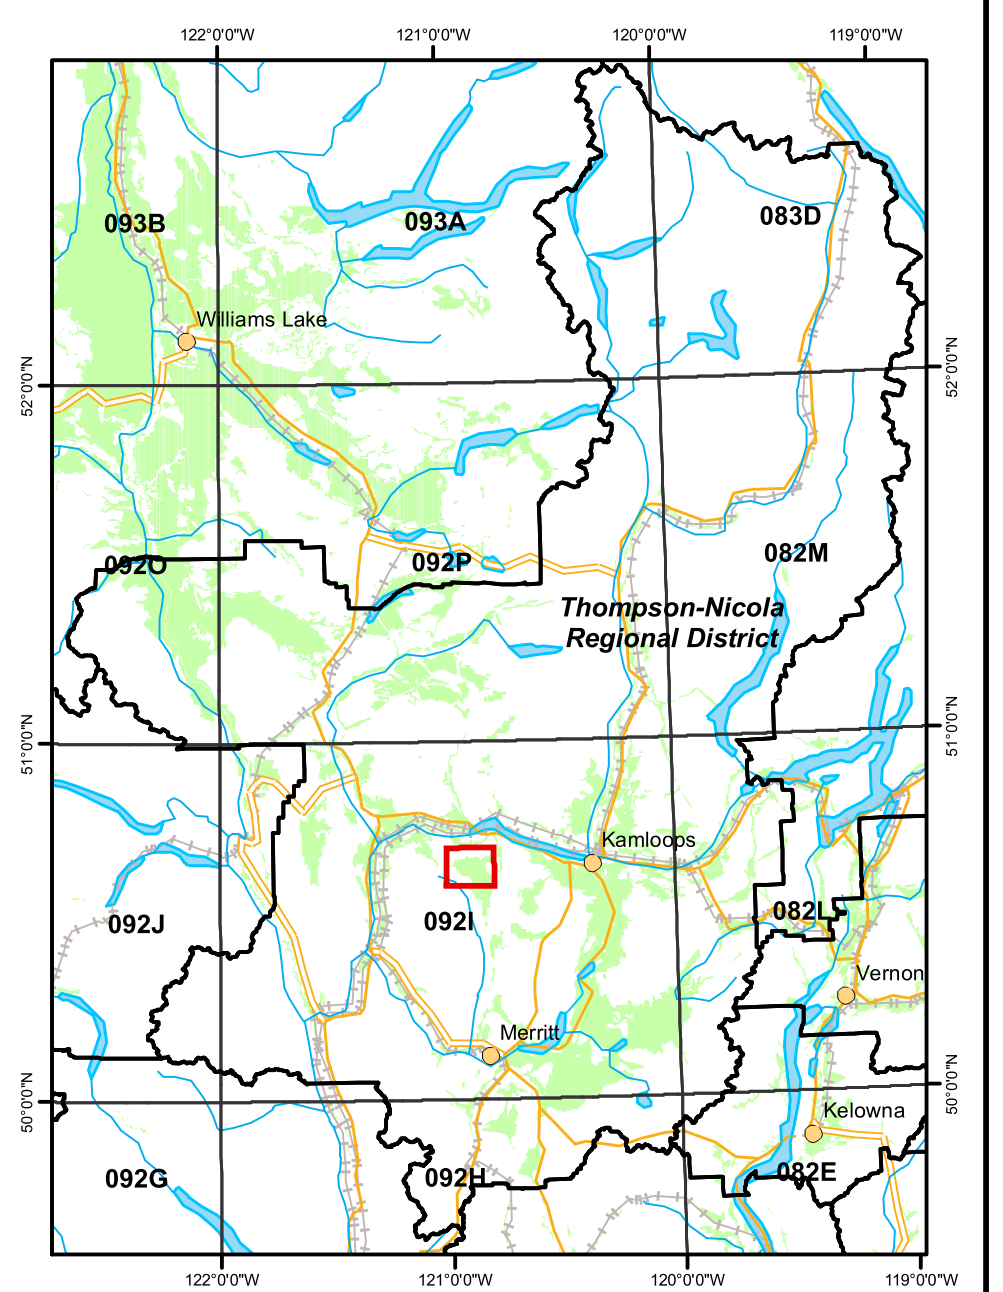 122°0'0"W
121°0'0"W
120°0'0"W
119°0'0"W
093B
093A
083D
Williams Lake
52°0'0"N
52°0'0"N
092O
092P
082M
Thompson-Nicola
Regional District
51°0'0"N
51°0'0"N
Kamloops
092J
092I
082L
Vernon
Merritt
50°0'0"N
50°0'0"N
Kelowna
092G
092H
082E
122°0'0"W
121°0'0"W
120°0'0"W
119°0'0"W